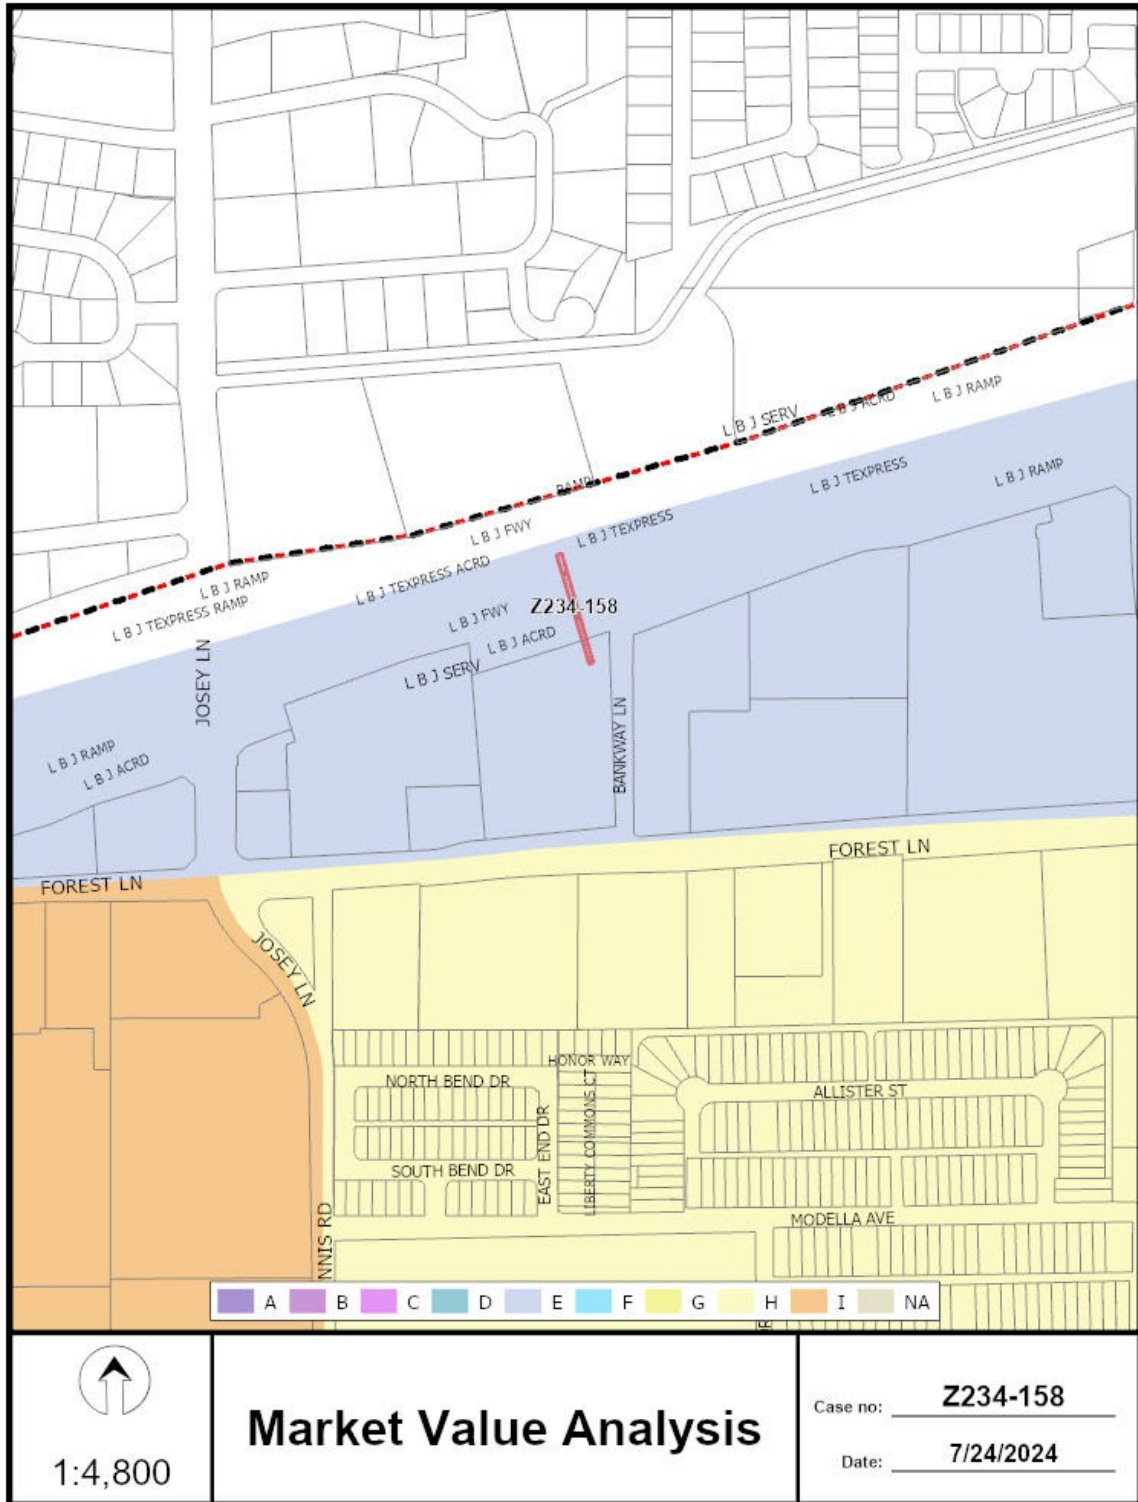 L B J SERV
L B J ACRD
L B J RAMP
L B J TEXPRESS
L B J RAMP
RAMP
L B J FWY
L B J TEXPRESS
L B J RAMP
L B J TEXPRESS ACRD
L B J TEXPRESS RAMP
L B J FWY
Z234-158
L B J ACRD
L B J SERV
JOSEY LN
BANKWAY LN
L B J RAMP
L B J ACRD
FOREST LN
FOREST LN
JOSEY LN
HONOR WAY
NORTH BEND DR
ALLISTER ST
EAST END DR
LIBERTY COMMONS CT
SOUTH BEND DR
MODELLA AVE
NNIS RD
DR
A B C D E F G H I NA
1:4,800
Market Value Analysis
Case no: Z234-158
Date: 7/24/2024